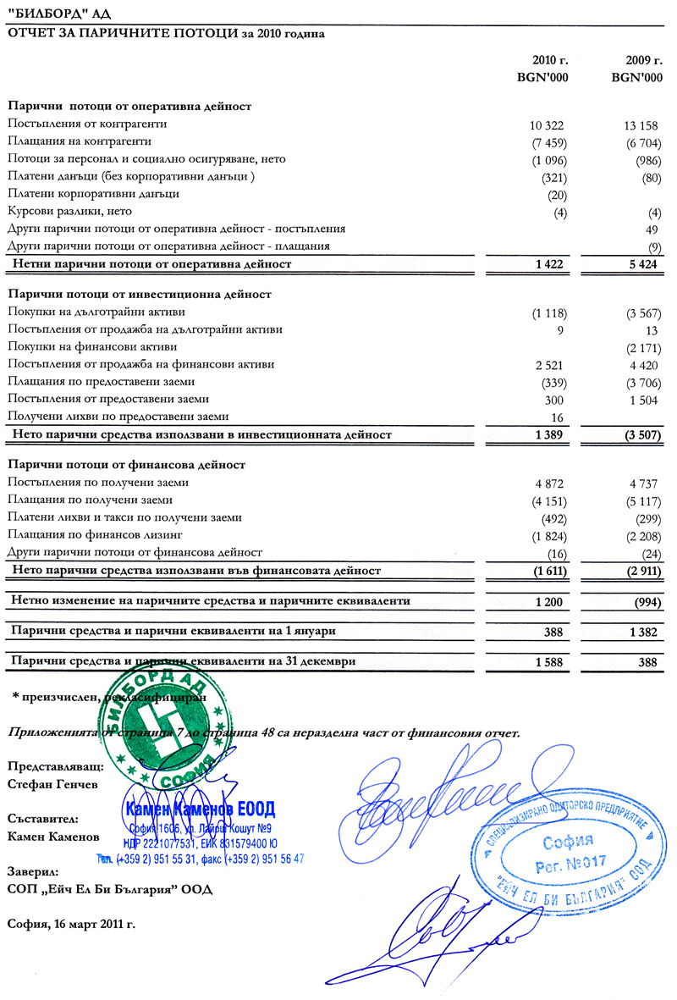 "БИЛБОРД" АД
ОТЧЕТ ЗА ПАРИЧНИТЕ ПОТОЦИ за 2010 година
2010 г. 2009 г.
BGN'000 BGN'000
Парични потоци от оперативна дейност
Постъпления от контрагенти 10 322 13 158
Плащания на контрагенти (7 459) (6 704)
Потоци за персонал и социално осигуряване, нето (1 096) (986)
Платени данъци (без корпоративни данъци ) (321) (80)
Платени корпоративни данъци (20)
Курсови разлики, нето (4) (4)
Други парични потоци от оперативна дейност - постъпления 49
Други парични потоци от оперативна дейност - плащания (9)
Нетни парични потоци от оперативна дейност 1 422 5 424
Парични потоци от инвестиционна дейност
Покупки на дълготрайни активи (1 118) (3 567)
Постъпления от продажба на дълготрайни активи 9 13
Покупки на финансови активи (2 171)
Постъпления от продажба на финансови активи 2 521 4 420
Плащания по предоставени заеми (339) (3 706)
Постъпления от предоставени заеми 300 1 504
Получени лихви по предоставени заеми 16
Нето парични средства използвани в инвестиционната дейност 1 389 (3 507)
Парични потоци от финансова дейност
Постъпления по получени заеми 4 872 4 737
Плащания по получени заеми (4 151) (5 117)
Платени лихви и такси по получени заеми (492) (299)
Плащания по финансов лизинг (1 824) (2 208)
Други парични потоци от финансова дейност (16) (24)
Нето парични средства използвани във финансовата дейност (1 611) (2 911)
Нетно изменение на паричните средства и паричните еквиваленти 1 200 (994)
Парични средства и парични еквиваленти на 1 януари 388 1 382
Парични средства и парични еквиваленти на 31 декември 1 588 388
* преизчислен, рекласифициран
БИЛБОРД АД
СОФИЯ
Приложенията от страница 7 до страница 48 са неразделна част от финансовия отчет.
Представляващ:
Стефан Генчев
Съставител:
Камен Каменов
Камен Каменов ЕООД
София 1606, ул. Лайош Кошут №9
НДР 2221077531, ЕИК 831579400 Ю
Тел. (+359 2) 951 55 31, факс (+359 2) 951 56 47
СПЕЦИАЛИЗИРАНО ОДИТОРСКО ПРЕДПРИЯТИЕ
София
Рег. №017
"ЕЙЧ ЕЛ БИ БЪЛГАРИЯ" ООД
Заверил:
СОП „Ейч Ел Би България” ООД
София, 16 март 2011 г.